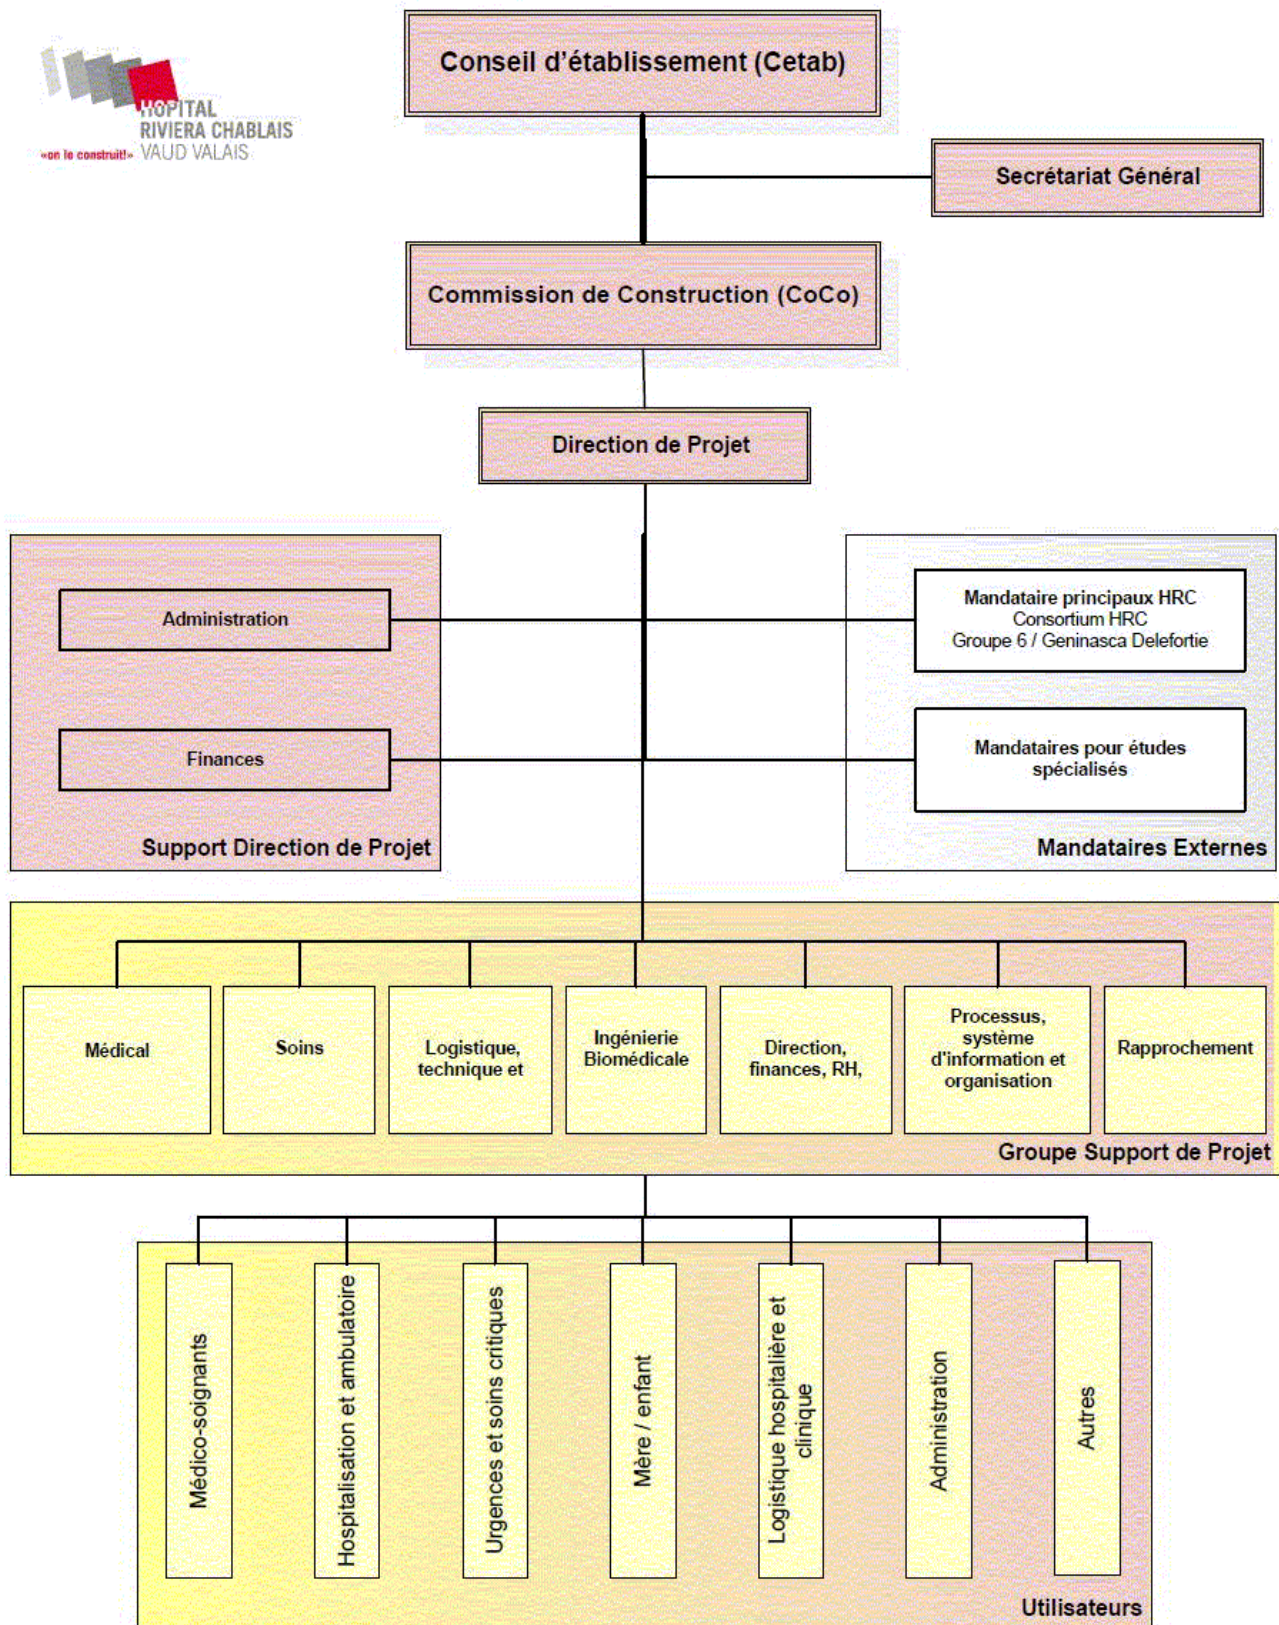 Conseil d'établissement (Cetab)
HOPITAL
RIVIERA CHABLAIS
«on le construit!» VAUD VALAIS
Secrétariat Général
Commission de Construction (CoCo)
Direction de Projet
Administration
Finances
Support Direction de Projet
Mandataire principaux HRC
Consortium HRC
Groupe 6 / Geninasca Delefortie
Mandataires pour études
spécialisés
Mandataires Externes
Médical
Soins
Logistique,
technique et
Ingénierie
Biomédicale
Direction,
finances, RH,
Processus,
système
d'information et
organisation
Rapprochement
Groupe Support de Projet
Médico-soignants
Hospitalisation et ambulatoire
Urgences et soins critiques
Mère / enfant
Logistique hospitalière et
clinique
Administration
Autres
Utilisateurs